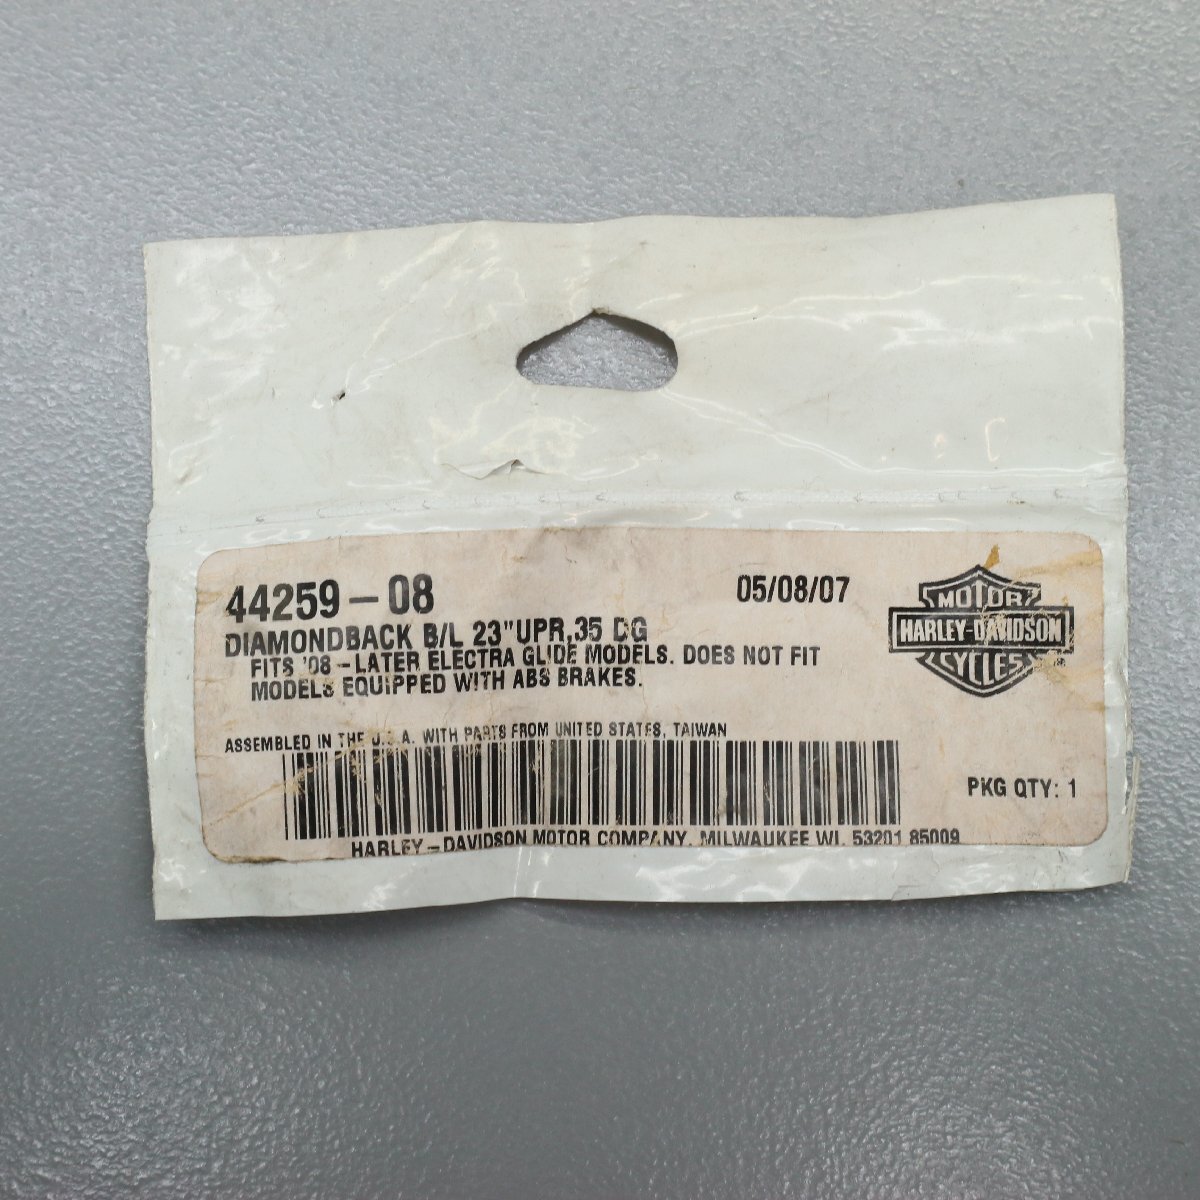 44259-08
05/08/07
DIAMONDBACK B/L 23"UPR,35 DG
FITS '08-LATER ELECTRA GLIDE MODELS. DOES NOT FIT
MODELS EQUIPPED WITH ABS BRAKES.
MOTOR
HARLEY-DAVIDSON
CYCLES
ASSEMBLED IN THE U.S.A. WITH PARTS FROM UNITED STATES, TAIWAN
PKG QTY: 1
HARLEY-DAVIDSON MOTOR COMPANY, MILWAUKEE WI. 53201 85009